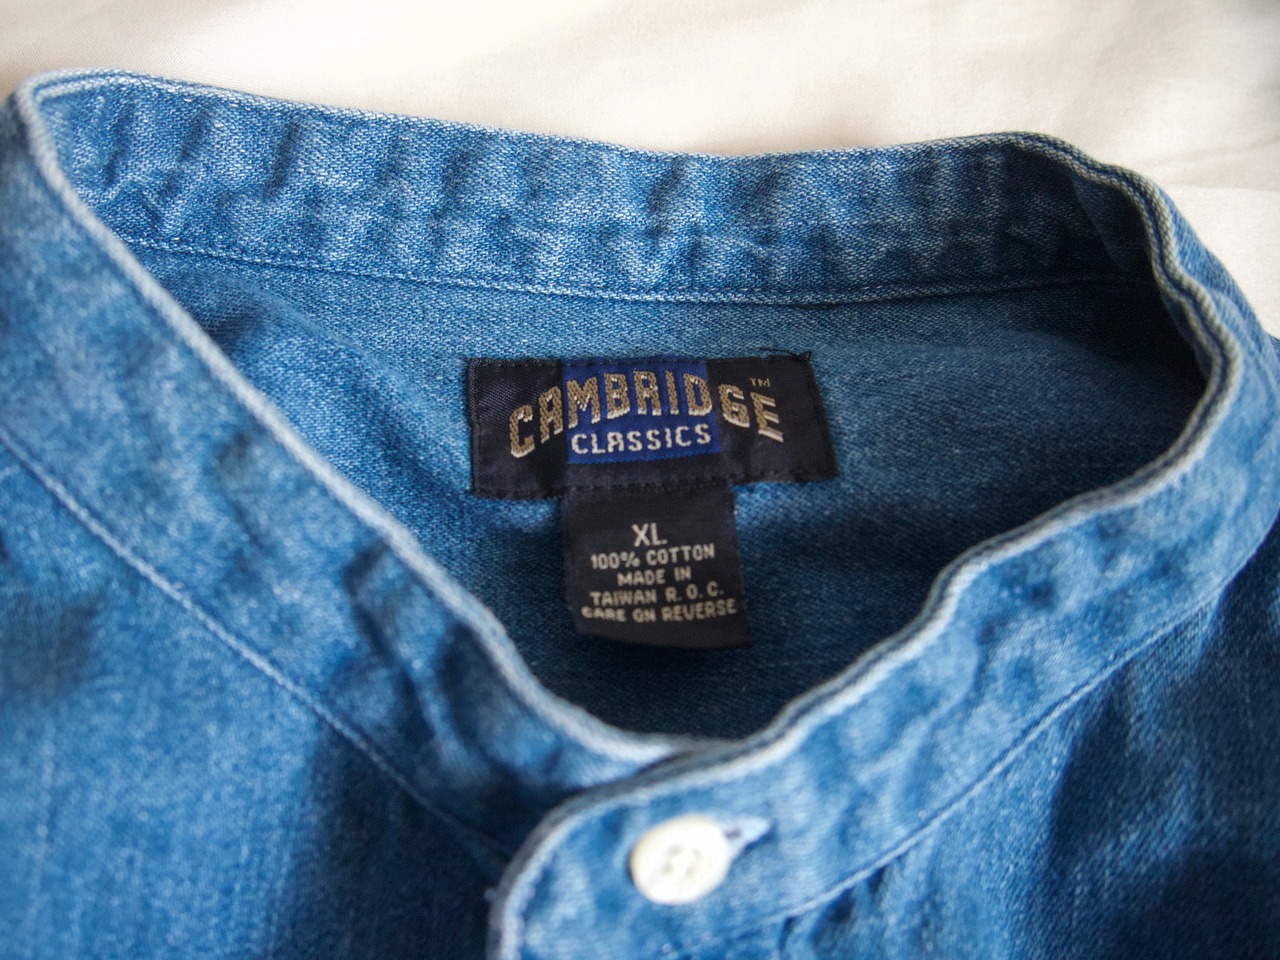 CAMBRIDGE™
CLASSICS
XL
100% COTTON
MADE IN
TAIWAN R.O.C.
CARE ON REVERSE